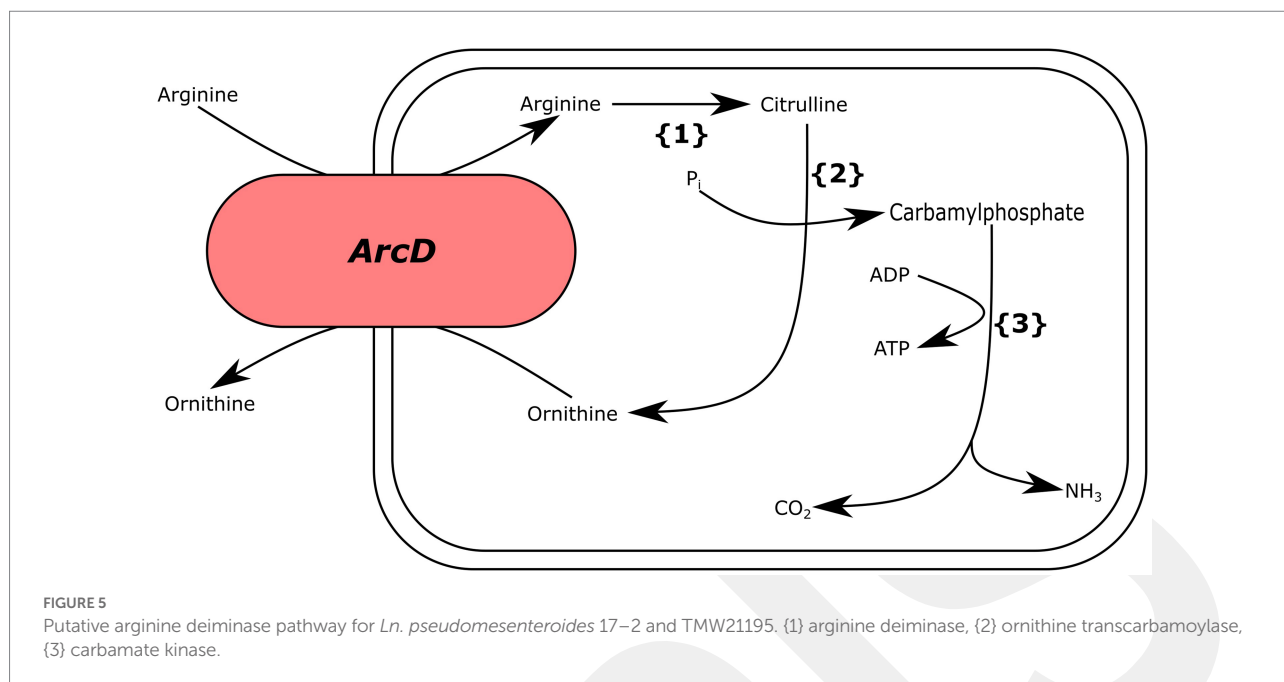 Arginine
Arginine
Citrulline
{1}
{2}
Pi
Carbamylphosphate
ArcD
ADP
{3}
ATP
Ornithine
Ornithine
NH3
CO2
FIGURE 5
Putative arginine deiminase pathway for Ln. pseudomesenteroides 17–2 and TMW21195. {1} arginine deiminase, {2} ornithine transcarbamoylase,
{3} carbamate kinase.